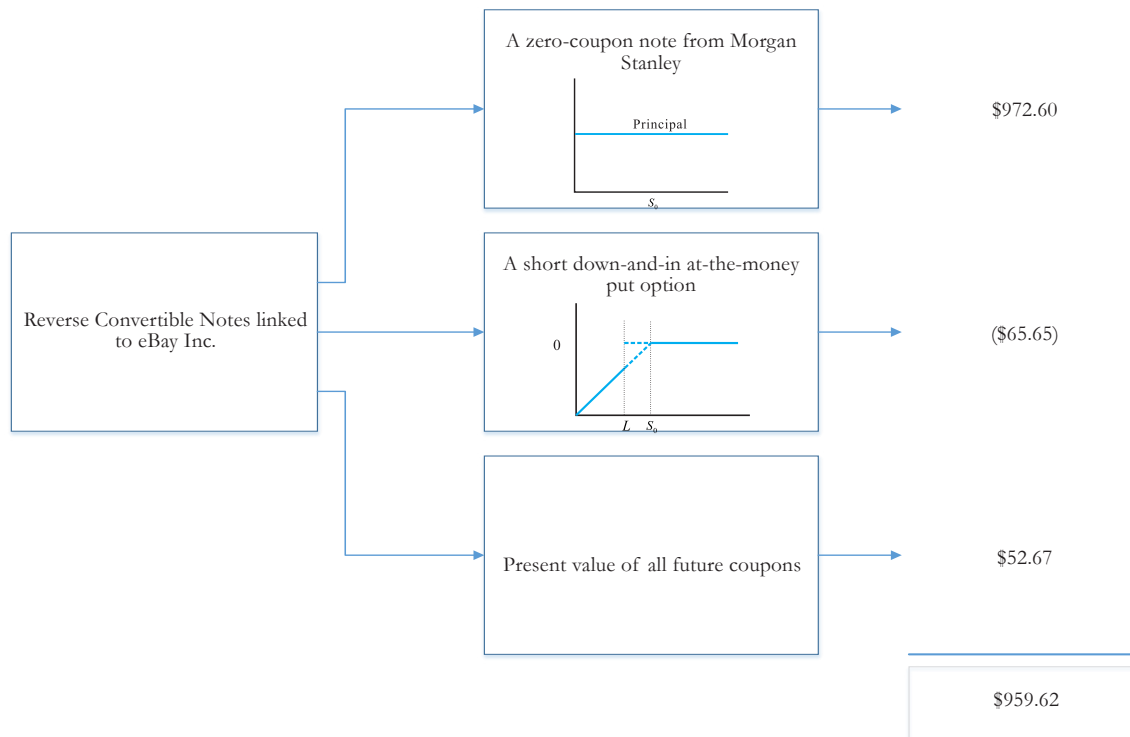 A zero-coupon note from Morgan
Stanley
Principal
S₀
$972.60
Reverse Convertible Notes linked
to eBay Inc.
A short down-and-in at-the-money
put option
0
L S₀
($65.65)
Present value of all future coupons
$52.67
$959.62